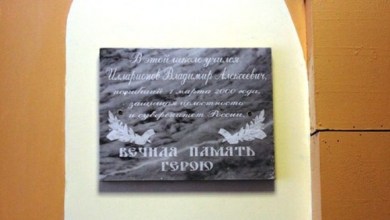 В этой школе учился
Илларионов Владимир Алексеевич,
погибший 1 марта 2000 года,
защищая целостность
и суверенитет России.
ВЕЧНАЯ ПАМЯТЬ
ГЕРОЮ